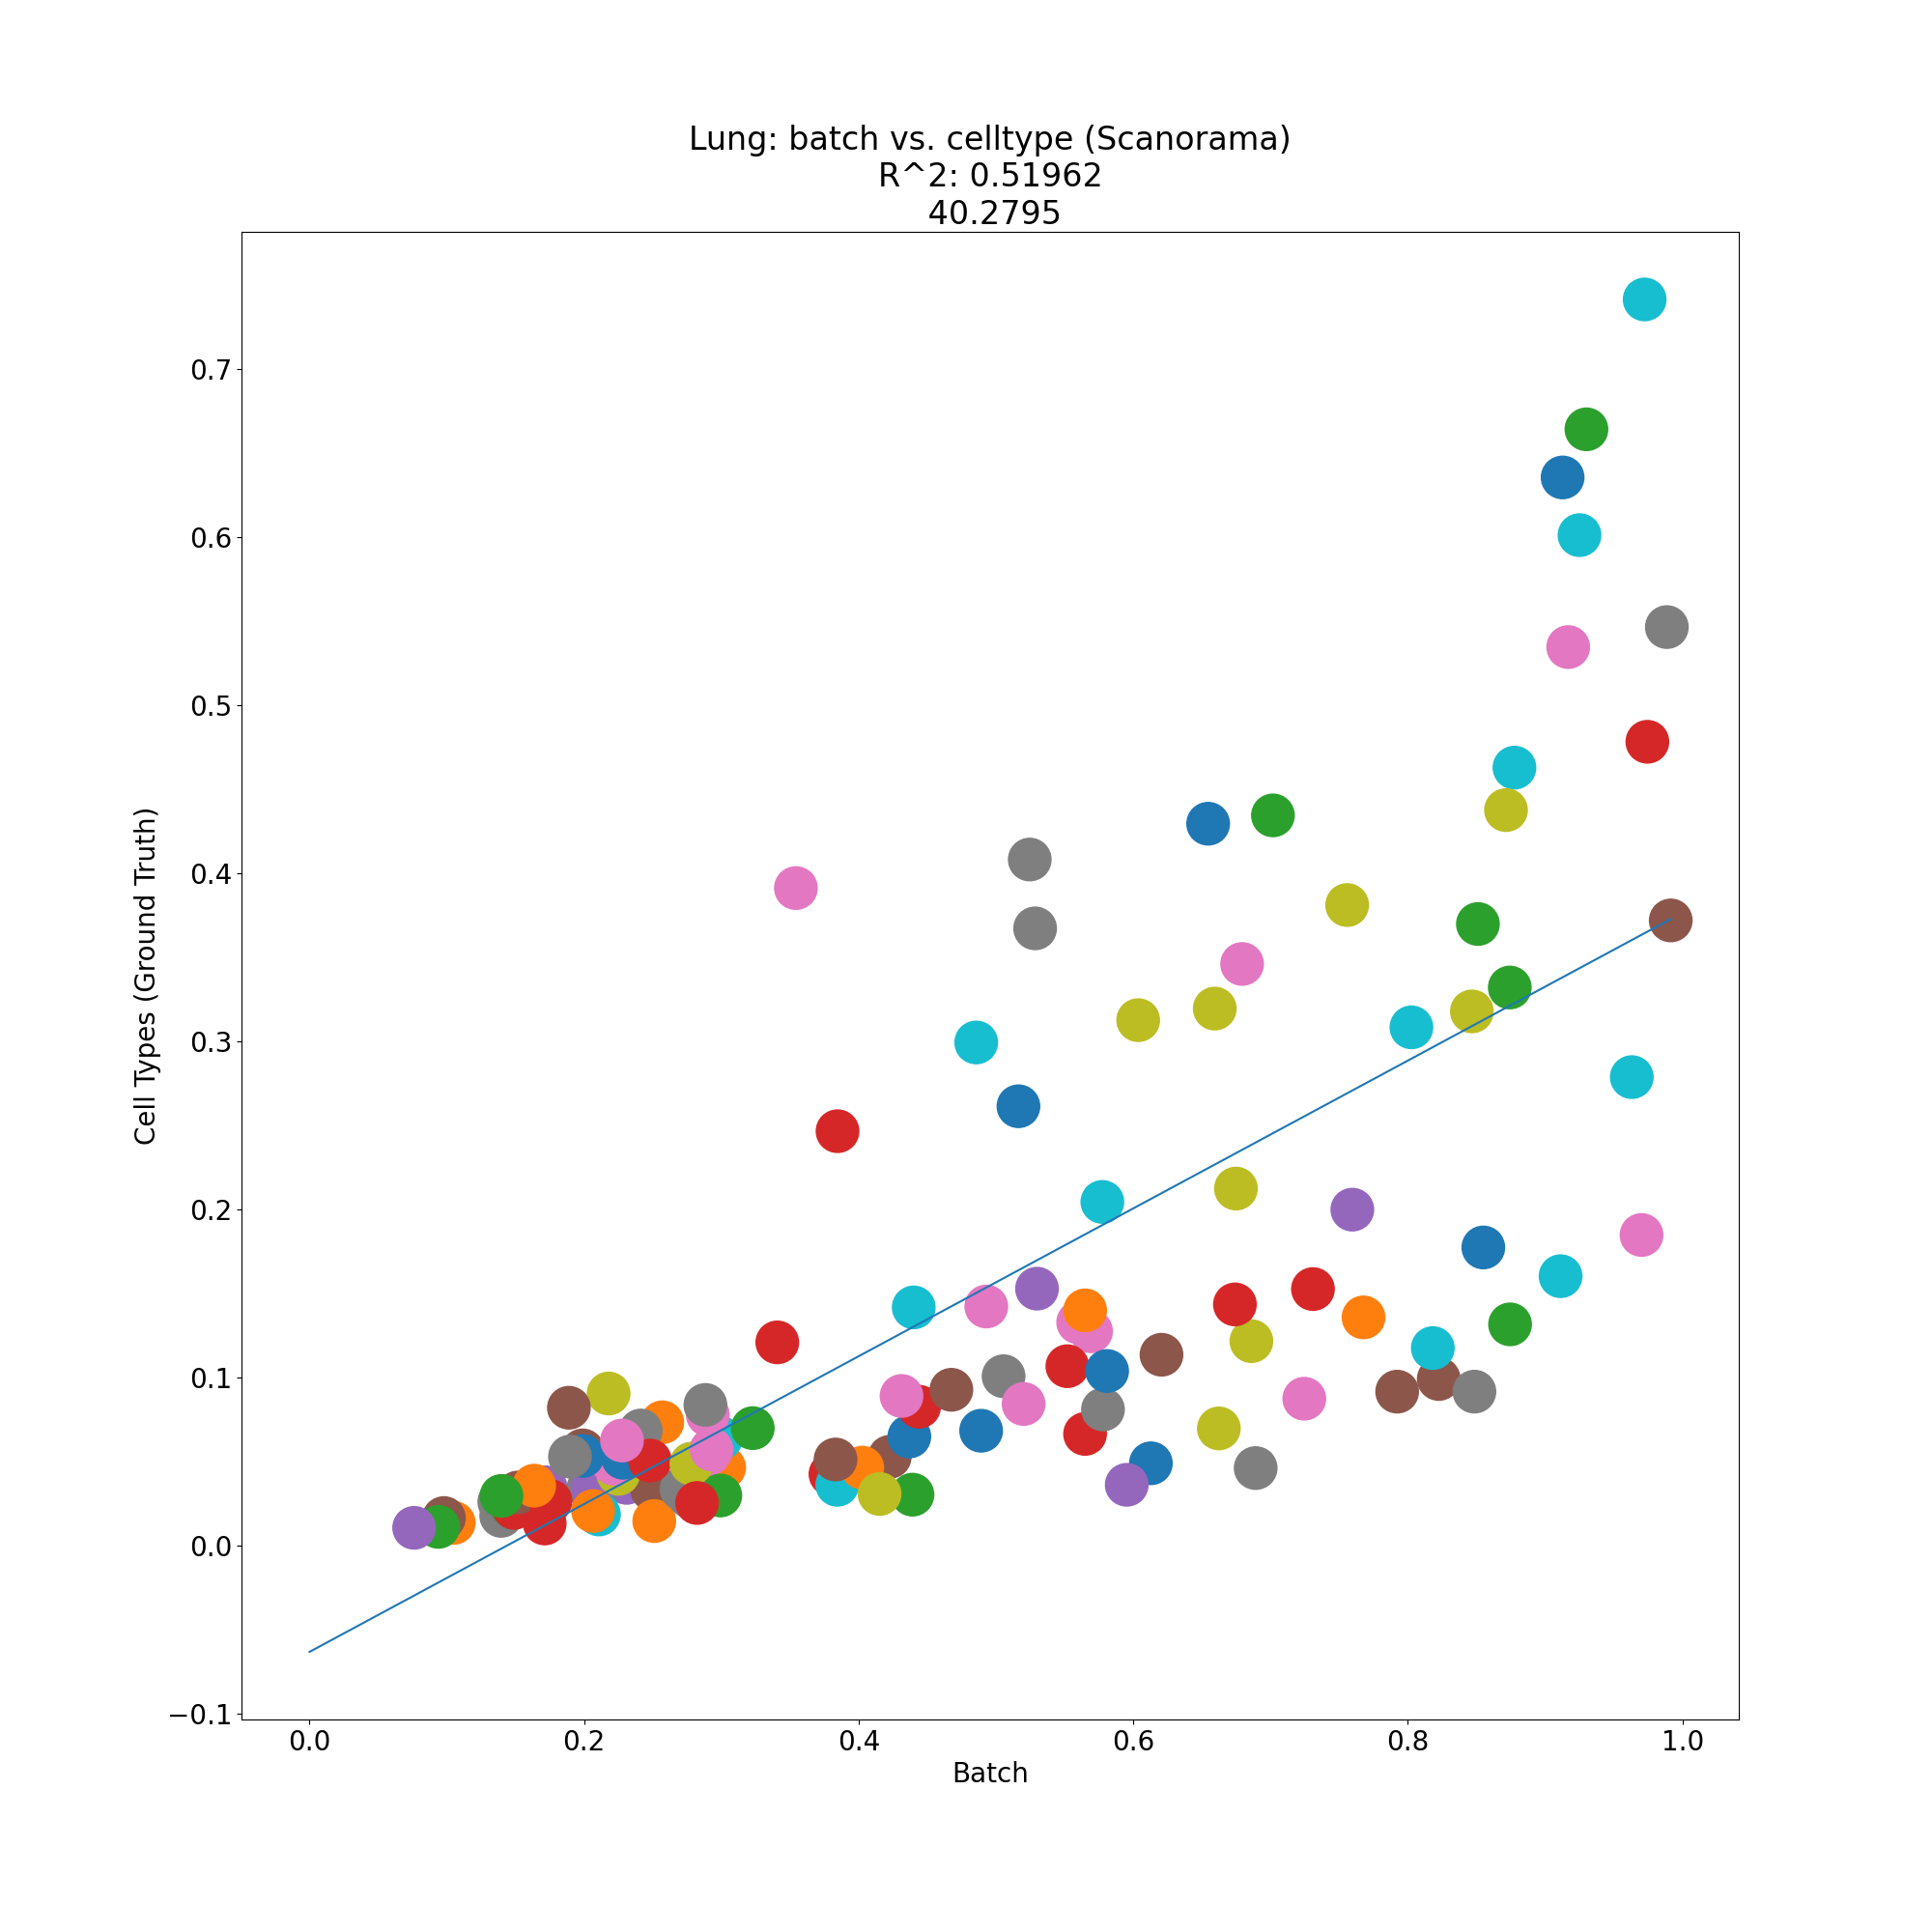 Lung: batch vs. celltype (Scanorama)
R^2: 0.51962
40.2795
Cell Types (Ground Truth)
0.7
0.6
0.5
0.4
0.3
0.2
0.1
0.0
−0.1
0.0 0.2 0.4 0.6 0.8 1.0
Batch